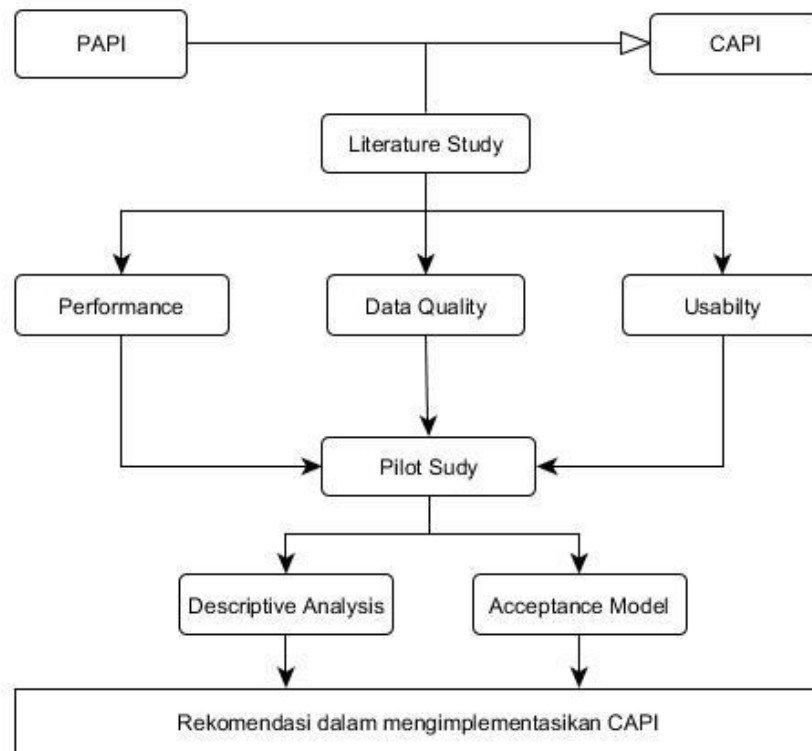 PAPI
CAPI
Literature Study
Performance
Data Quality
Usabilty
Pilot Sudy
Descriptive Analysis
Acceptance Model
Rekomendasi dalam mengimplementasikan CAPI